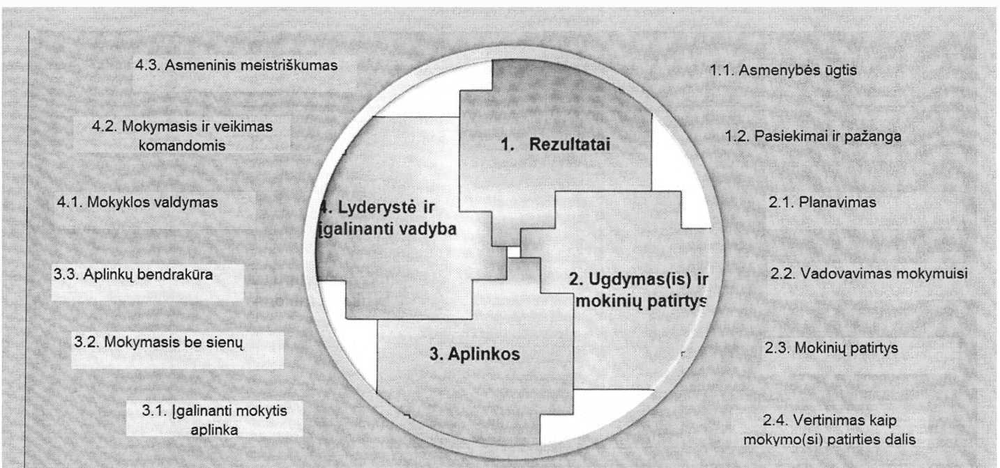 4.3. Asmeninis meistriškumas
1.1. Asmenybės ūgtis
4.2. Mokymasis ir veikimas
komandomis
1.2. Pasiekimai ir pažanga
1. Rezultatai
4.1. Mokyklos valdymas
2.1. Planavimas
4. Lyderystė ir
įgalinanti vadyba
3.3. Aplinkų bendrakūra
2.2. Vadovavimas mokymuisi
2. Ugdymas(is) ir
mokinių patirtys
3.2. Mokymasis be sienų
3. Aplinkos
2.3. Mokinių patirtys
3.1. Įgalinanti mokytis
aplinka
2.4. Vertinimas kaip
mokymo(si) patirties dalis